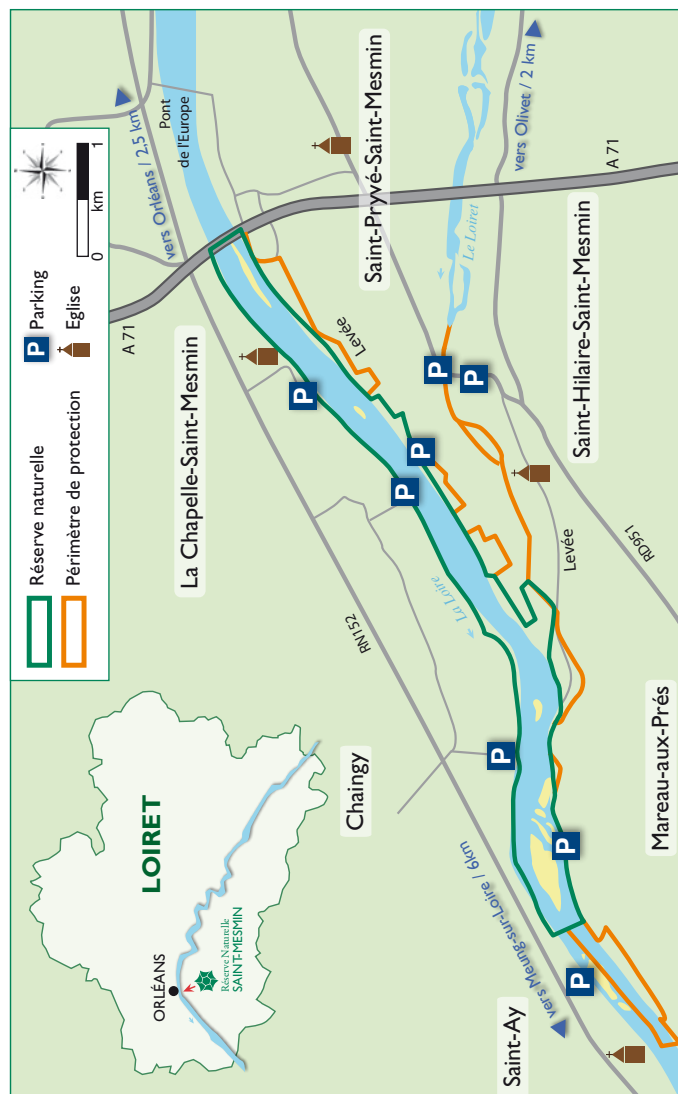 LOIRET
ORLÉANS
Réserve Naturelle
SAINT-MESMIN
Réserve naturelle
Périmètre de protection
P Parking
Eglise
0 km 1
A 71
vers Orléans / 2,5 km
Pont
de l'Europe
La Chapelle-Saint-Mesmin
P
Levée
Saint-Pryvé-Saint-Mesmin
RN152
P
P
La Loire
Le Loiret
vers Olivet / 2 km
A 71
P
P
Saint-Hilaire-Saint-Mesmin
Levée
RD951
Chaingy
P
P
Mareau-aux-Prés
vers Meung-sur-Loire / 6km
P
Saint-Ay